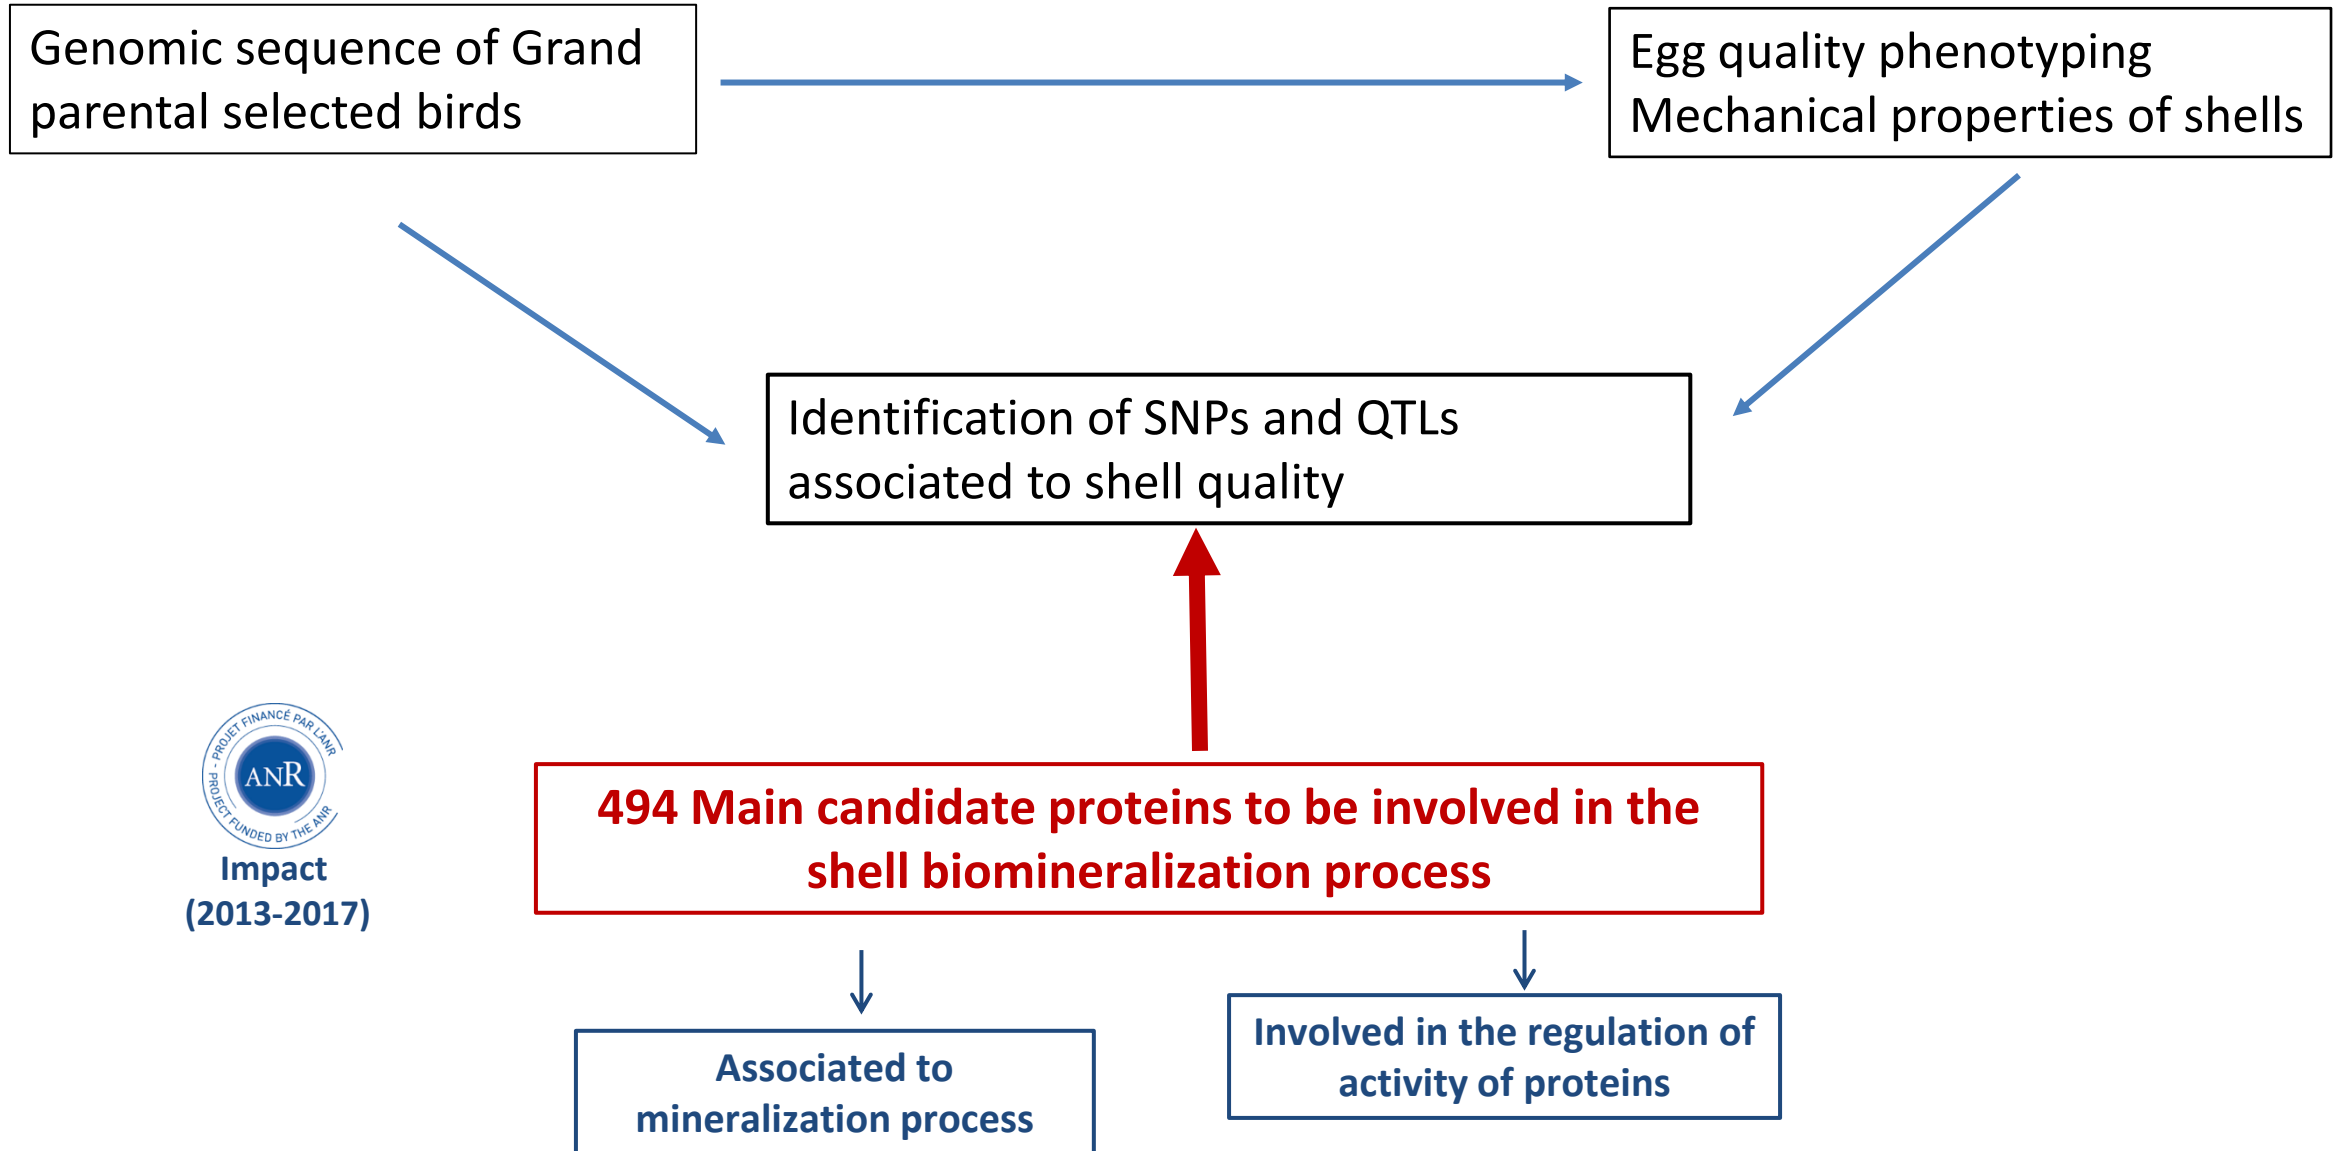 Genomic sequence of Grand
parental selected birds
Egg quality phenotyping
Mechanical properties of shells
Identification of SNPs and QTLs
associated to shell quality
PROJET FINANCÉ PAR L'ANR - PROJECT FUNDED BY THE ANR
ANR
Impact
(2013-2017)
494 Main candidate proteins to be involved in the
shell biomineralization process
Associated to
mineralization process
Involved in the regulation of
activity of proteins